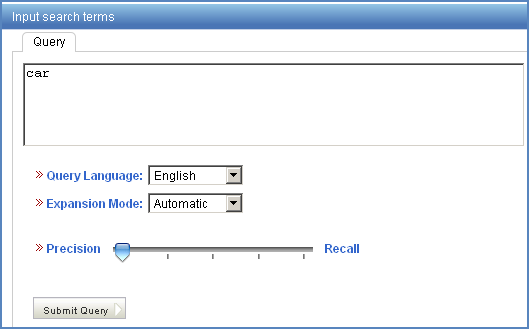 Input search terms
Query
car
Query Language: English
Expansion Mode: Automatic
Precision Recall
Submit Query